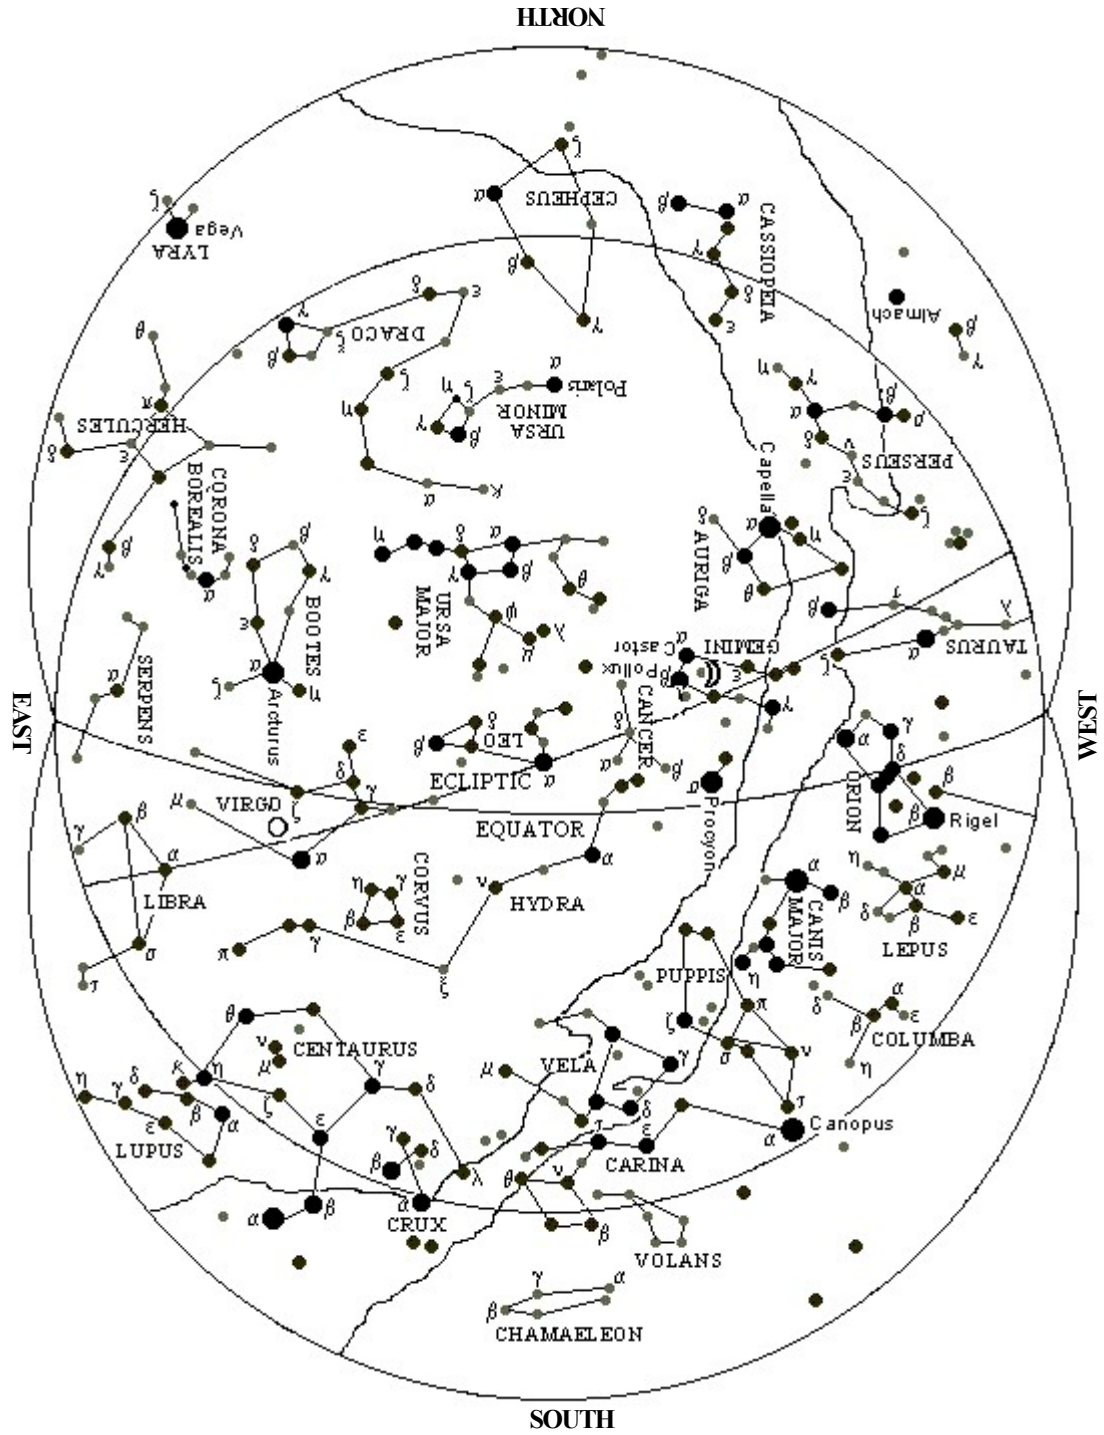 NORTH
ζ
α
CEPHEUS
β
γ
β
α
CASSIOPEIA
γ
δ
ε
ζ
Vega
LYRA
Almach
β
γ
δ
ε
γ
DRACO
ξ
β
ζ
η
α
κ
θ
π
HERCULES
δ
ε
α
Polaris
ε
ζ
η
URSA
MINOR
γ
β
η
γ
α
β
ρ
δ
ν
PERSEUS
ε
ζ
Capella
CORONA
BOREALIS
α
β
γ
β
δ
γ
BOOTES
ε
α
ζ
η
Arcturus
η
δ
α
γ
β
θ
URSA
MAJOR
φ
λ
μ
δ
α
η
AURIGA
β
θ
β
τ
λ
α
TAURUS
ζ
α
Castor
GEMINI
Pollux
β
ε
γ
SERPENS
α
EAST
WEST
CANCER
δ
α
β
δ
LEO
β
α
ECLIPTIC
ε
δ
γ
μ
VIRGO
ζ
α
EQUATOR
α
Procyon
γ
α
δ
ORION
β
β
Rigel
γ
β
α
LIBRA
σ
τ
CORVUS
η
γ
β
ε
ν
HYDRA
α
γ
π
ξ
α
β
CANIS
MAJOR
η
η
α
μ
δ
β
ε
LEPUS
PUPPIS
ζ
π
σ
ν
τ
δ
α
β
ε
COLUMBA
η
θ
ν
μ
CENTAURUS
κ
η
ζ
γ
δ
ε
η
γ
δ
β
α
ε
LUPUS
μ
VELA
γ
δ
τ
ε
CARINA
α
Canopus
γ
δ
β
λ
α
CRUX
α
β
θ
ν
β
VOLANS
γ
α
β
CHAMAELEON
SOUTH